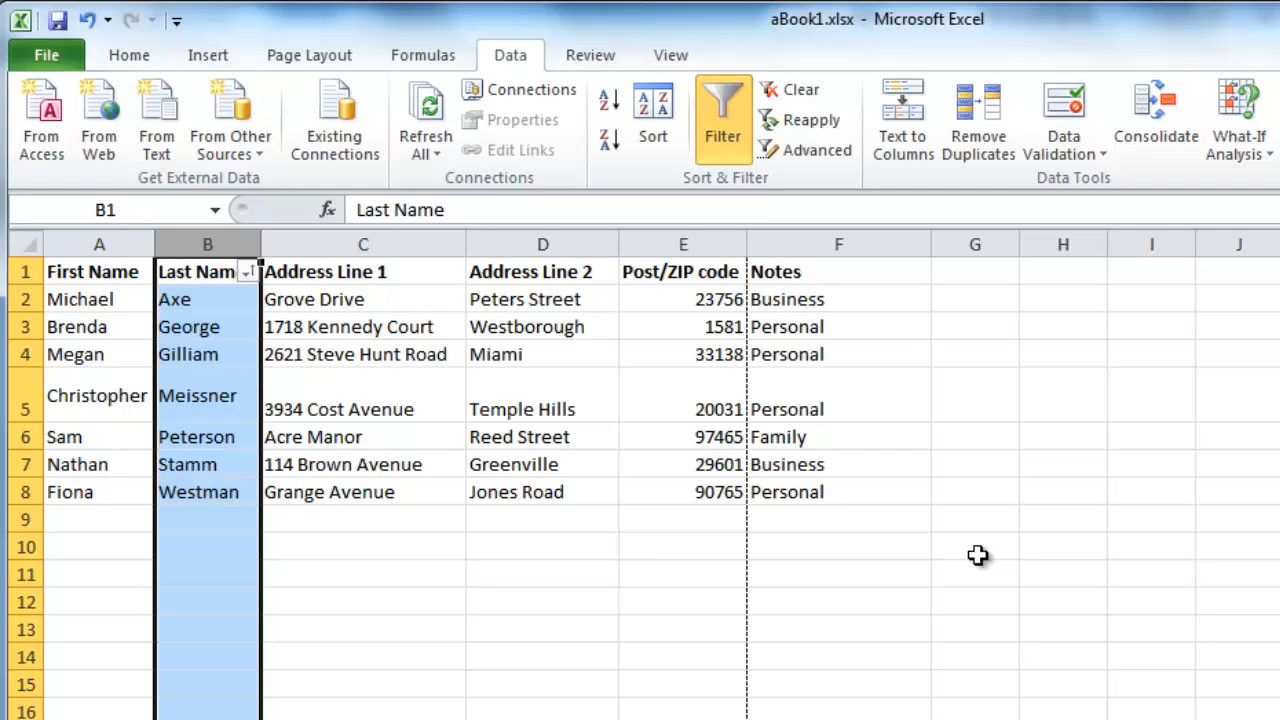 aBook1.xlsx - Microsoft Excel
File Home Insert Page Layout Formulas Data Review View
From Access
From Web
From Text
From Other Sources
Existing Connections
Refresh All
Connections
Properties
Edit Links
Sort
Filter
Clear
Reapply
Advanced
Text to Columns
Remove Duplicates
Data Validation
Consolidate
What-If Analysis
Get External Data Connections Sort & Filter Data Tools
B1 fx Last Name
A B C D E F G H I J
1 First Name Last Nam Address Line 1 Address Line 2 Post/ZIP code Notes
2 Michael Axe Grove Drive Peters Street 23756 Business
3 Brenda George 1718 Kennedy Court Westborough 1581 Personal
4 Megan Gilliam 2621 Steve Hunt Road Miami 33138 Personal
5 Christopher Meissner 3934 Cost Avenue Temple Hills 20031 Personal
6 Sam Peterson Acre Manor Reed Street 97465 Family
7 Nathan Stamm 114 Brown Avenue Greenville 29601 Business
8 Fiona Westman Grange Avenue Jones Road 90765 Personal
9
10
11
12
13
14
15
16